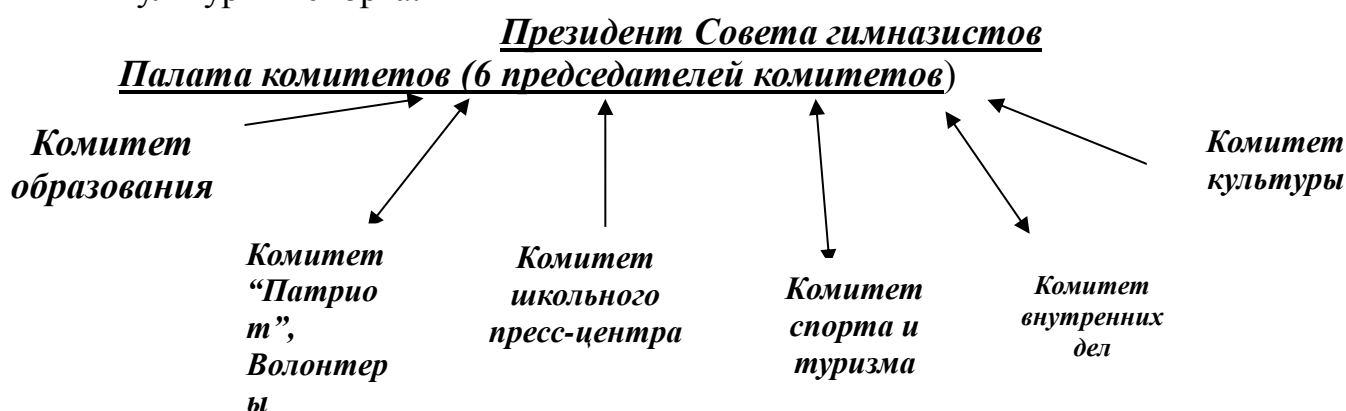 Президент Совета гимназистов
Палата комитетов (6 председателей комитетов)
Комитет
образования
Комитет
“Патрио
т”,
Волонтер
ы
Комитет
школьного
пресс-центра
Комитет
спорта и
туризма
Комитет
внутренних
дел
Комитет
культуры